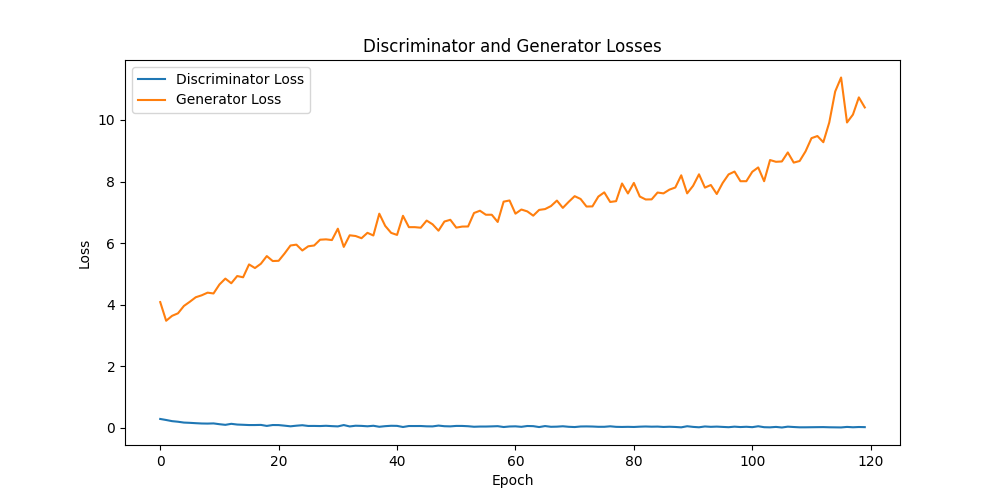 Discriminator and Generator Losses
Discriminator Loss
Generator Loss
10
8
6
4
2
0
Loss
0 20 40 60 80 100 120
Epoch